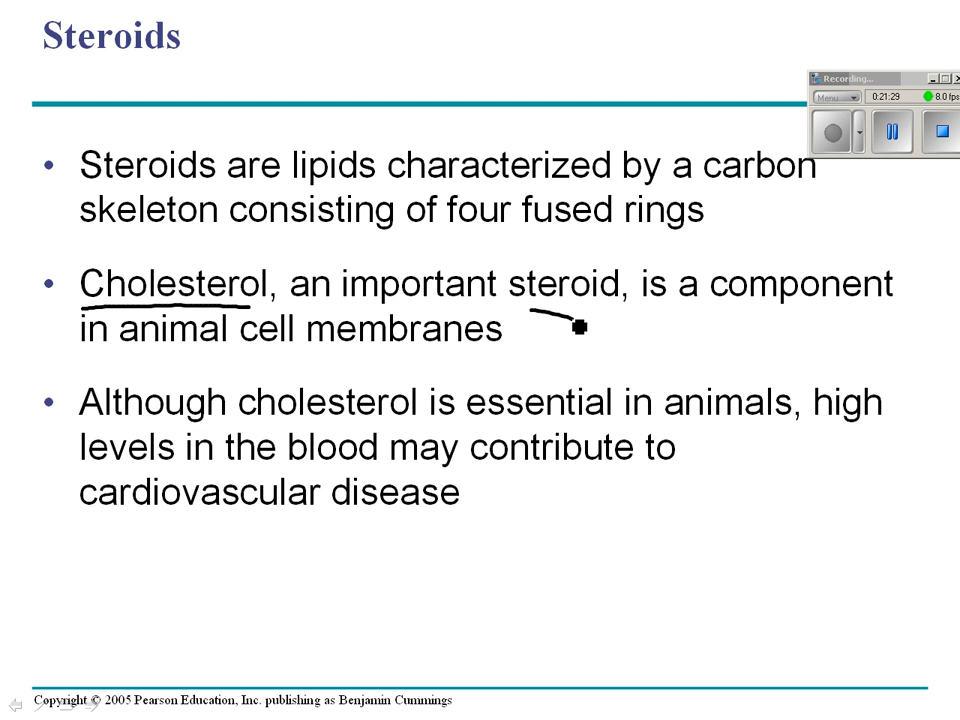 Steroids
Recording...
Menu
0:21:29
8.0 fps
• Steroids are lipids characterized by a carbon
skeleton consisting of four fused rings
• Cholesterol, an important steroid, is a component
in animal cell membranes
• Although cholesterol is essential in animals, high
levels in the blood may contribute to
cardiovascular disease
Copyright © 2005 Pearson Education, Inc. publishing as Benjamin Cummings